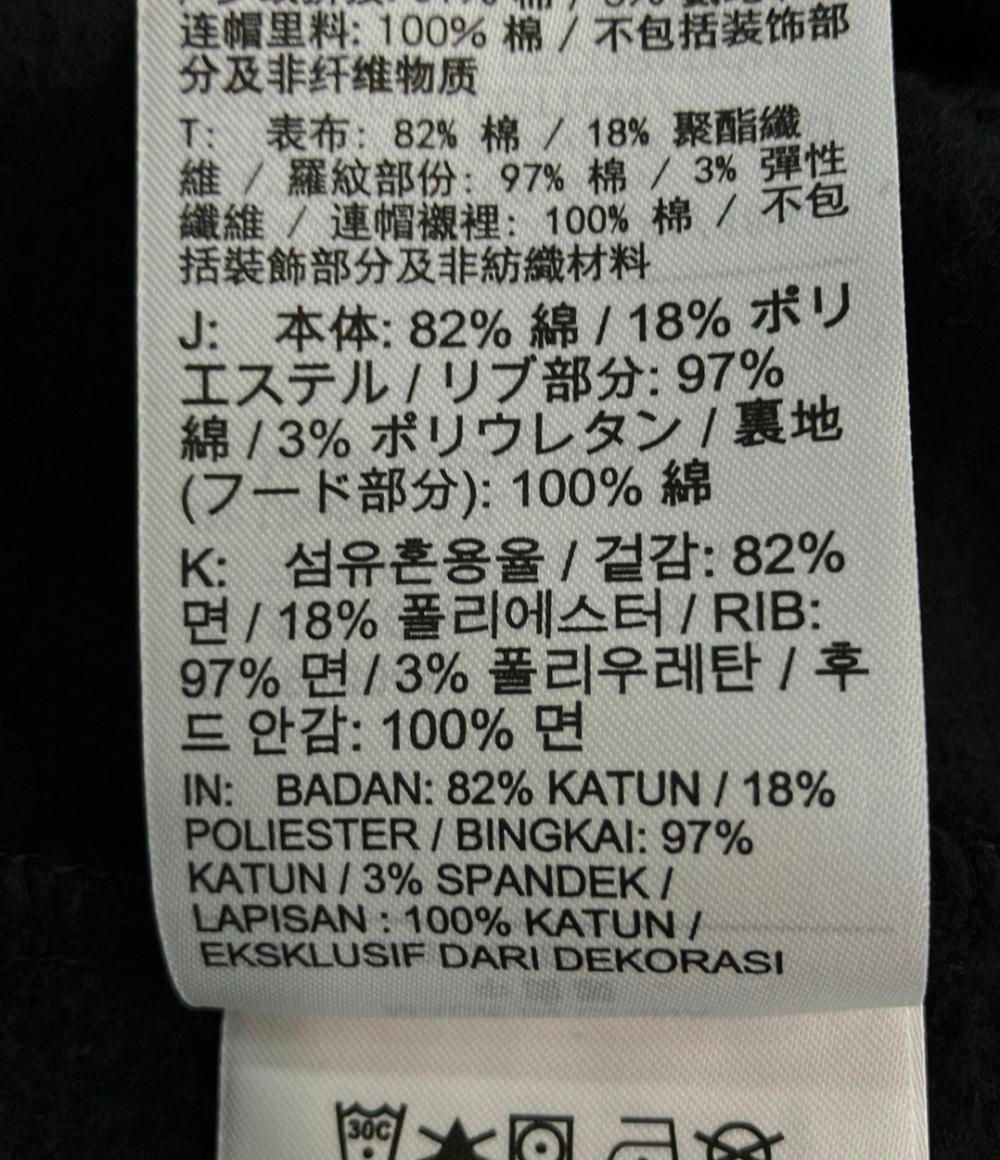 连帽里料: 100% 棉 / 不包括装饰部
分及非纤维物质
T: 表布: 82% 棉 / 18% 聚酯纖
維 / 羅紋部份: 97% 棉 / 3% 彈性
纖維 / 連帽襯裡: 100% 棉 / 不包
括裝飾部分及非紡織材料
J: 本体: 82% 綿 / 18% ポリ
エステル / リブ部分: 97%
綿 / 3% ポリウレタン / 裏地
(フード部分): 100% 綿
K: 섬유혼용율 / 겉감: 82%
면 / 18% 폴리에스터 / RIB:
97% 면 / 3% 폴리우레탄 / 후
드 안감: 100% 면
IN: BADAN: 82% KATUN / 18%
POLIESTER / BINGKAI: 97%
KATUN / 3% SPANDEK /
LAPISAN : 100% KATUN /
EKSKLUSIF DARI DEKORASI
30C